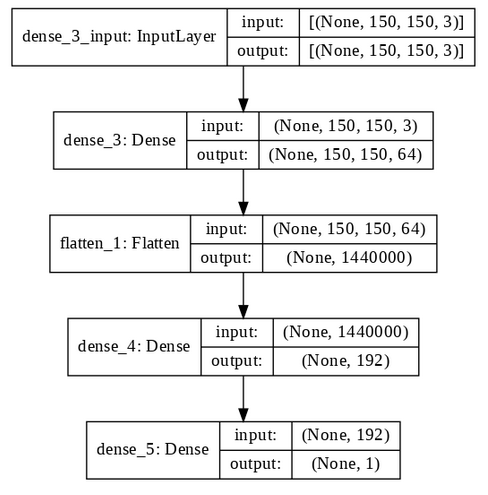 dense_3_input: InputLayer
input: [(None, 150, 150, 3)]
output: [(None, 150, 150, 3)]
dense_3: Dense
input: (None, 150, 150, 3)
output: (None, 150, 150, 64)
flatten_1: Flatten
input: (None, 150, 150, 64)
output: (None, 1440000)
dense_4: Dense
input: (None, 1440000)
output: (None, 192)
dense_5: Dense
input: (None, 192)
output: (None, 1)